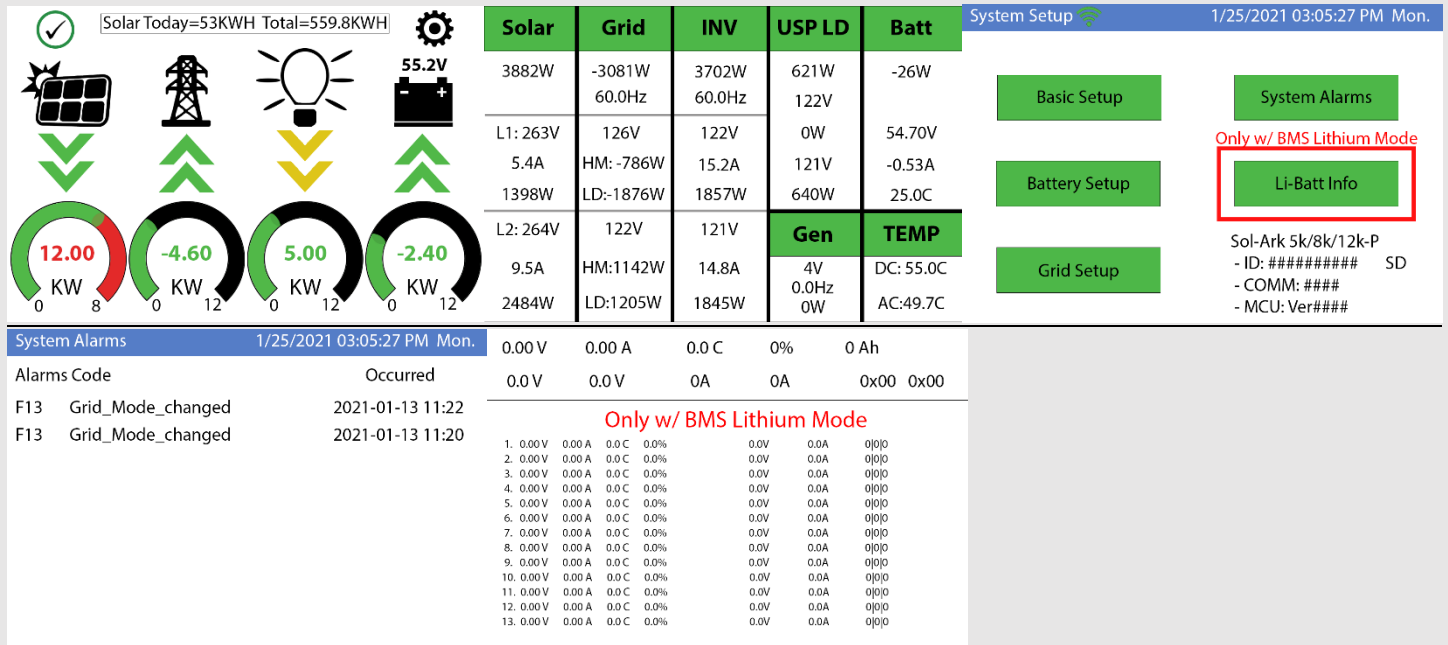 Solar Today=53KWH Total=559.8KWH
55.2V
- +
12.00
KW
0 8
-4.60
KW
0 12
5.00
KW
0 12
-2.40
KW
0 12
Solar Grid INV USP LD Batt
3882W -3081W 3702W 621W -26W
60.0Hz 60.0Hz 122V
L1: 263V 126V 122V 0W 54.70V
5.4A HM: -786W 15.2A 121V -0.53A
1398W LD:-1876W 1857W 640W 25.0C
L2: 264V 122V 121V Gen TEMP
9.5A HM:1142W 14.8A 4V DC: 55.0C
0.0Hz
2484W LD:1205W 1845W 0W AC:49.7C
System Setup 1/25/2021 03:05:27 PM Mon.
Basic Setup System Alarms
Only w/ BMS Lithium Mode
Battery Setup Li-Batt Info
Grid Setup
Sol-Ark 5k/8k/12k-P
- ID: ########## SD
- COMM: ####
- MCU: Ver####
System Alarms 1/25/2021 03:05:27 PM Mon.
Alarms Code Occurred
F13 Grid_Mode_changed 2021-01-13 11:22
F13 Grid_Mode_changed 2021-01-13 11:20
0.00 V 0.00 A 0.0 C 0% 0 Ah
0.0 V 0.0 V 0A 0A 0x00 0x00
Only w/ BMS Lithium Mode
1. 0.00 V 0.00 A 0.0 C 0.0% 0.0V 0.0A 0|0|0
2. 0.00 V 0.00 A 0.0 C 0.0% 0.0V 0.0A 0|0|0
3. 0.00 V 0.00 A 0.0 C 0.0% 0.0V 0.0A 0|0|0
4. 0.00 V 0.00 A 0.0 C 0.0% 0.0V 0.0A 0|0|0
5. 0.00 V 0.00 A 0.0 C 0.0% 0.0V 0.0A 0|0|0
6. 0.00 V 0.00 A 0.0 C 0.0% 0.0V 0.0A 0|0|0
7. 0.00 V 0.00 A 0.0 C 0.0% 0.0V 0.0A 0|0|0
8. 0.00 V 0.00 A 0.0 C 0.0% 0.0V 0.0A 0|0|0
9. 0.00 V 0.00 A 0.0 C 0.0% 0.0V 0.0A 0|0|0
10. 0.00 V 0.00 A 0.0 C 0.0% 0.0V 0.0A 0|0|0
11. 0.00 V 0.00 A 0.0 C 0.0% 0.0V 0.0A 0|0|0
12. 0.00 V 0.00 A 0.0 C 0.0% 0.0V 0.0A 0|0|0
13. 0.00 V 0.00 A 0.0 C 0.0% 0.0V 0.0A 0|0|0